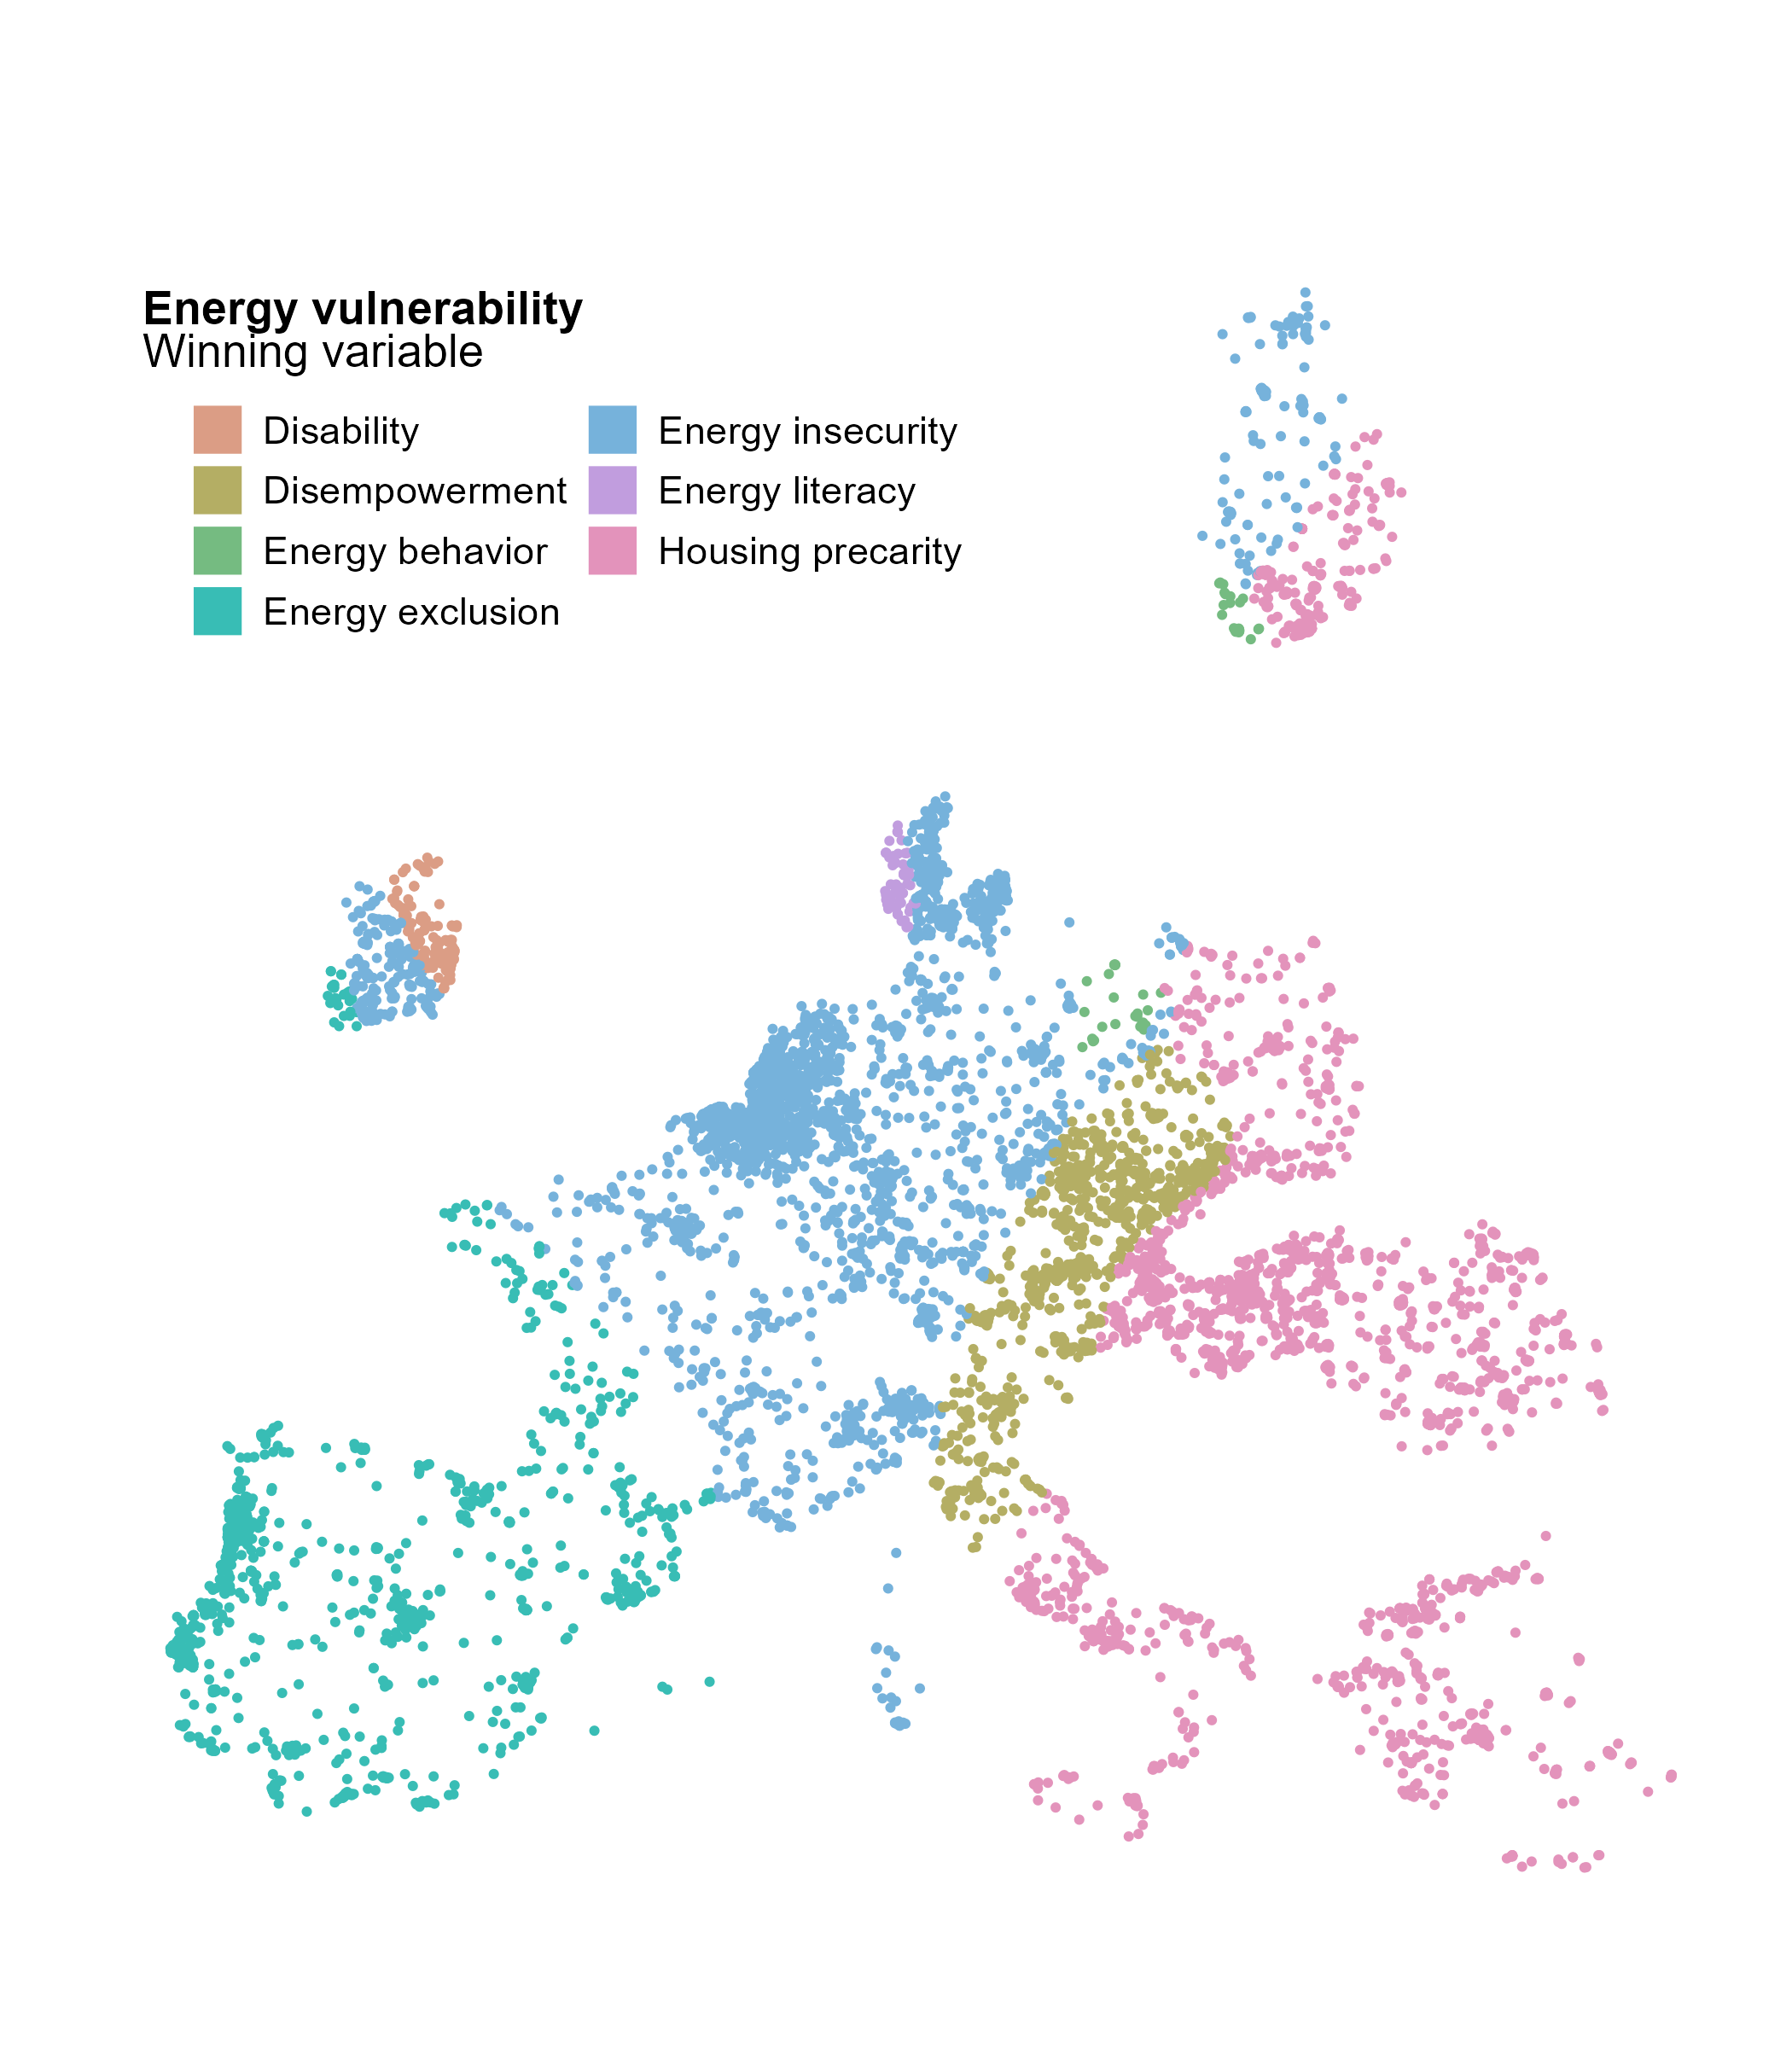 Energy vulnerability
Winning variable
Disability
Disempowerment
Energy behavior
Energy exclusion
Energy insecurity
Energy literacy
Housing precarity